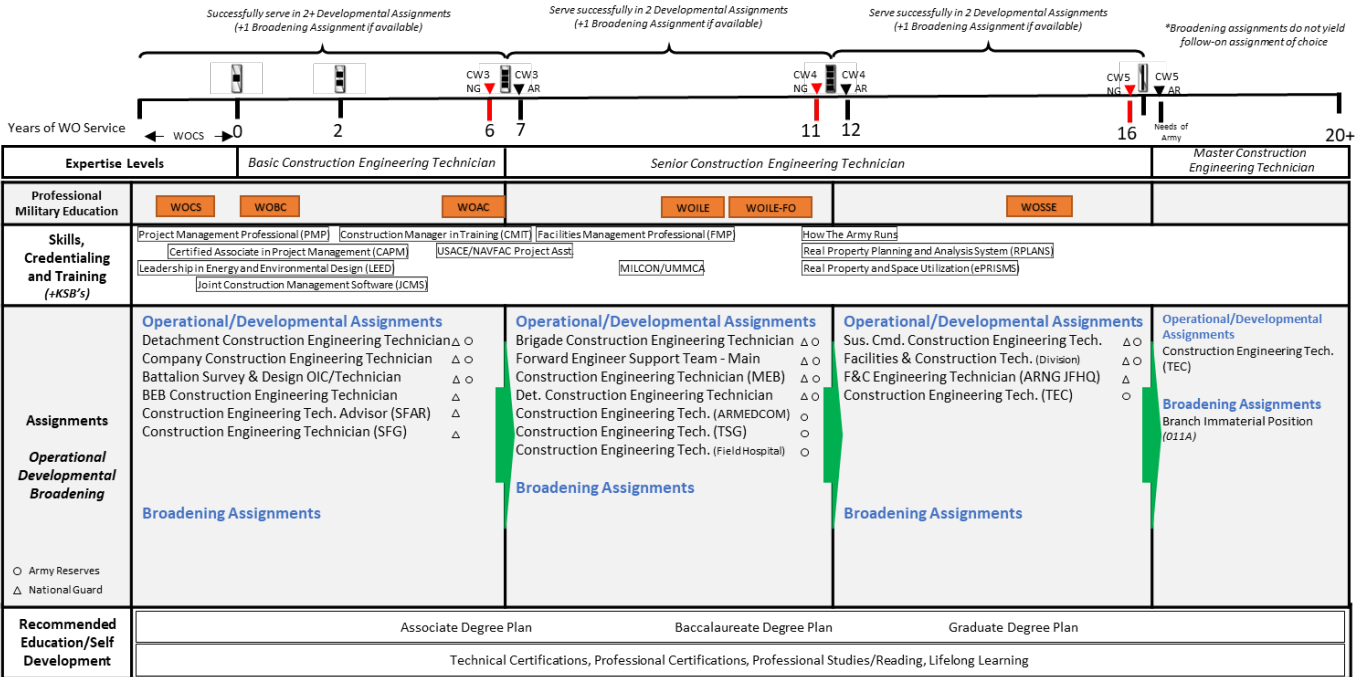 Successfully serve in 2+ Developmental Assignments
(+1 Broadening Assignment if available)
Serve successfully in 2 Developmental Assignments
(+1 Broadening Assignment if available)
Serve successfully in 2 Developmental Assignments
(+1 Broadening Assignment if available)
*Broadening assignments do not yield
follow-on assignment of choice
CW3 CW3
NG AR
CW4 CW4
NG AR
CW5 CW5
NG AR
Years of WO Service
WOCS
0
2
6
7
11
12
16
Needs of
Army
20+
Expertise Levels
Basic Construction Engineering Technician
Senior Construction Engineering Technician
Master Construction
Engineering Technician
Professional
Military Education
WOCS
WOBC
WOAC
WOILE
WOILE-FO
WOSSE
Skills,
Credentialing
and Training
(+KSB's)
Project Management Professional (PMP)
Construction Manager in Training (CMIT)
Facilities Management Professional (FMP)
How The Army Runs
Certified Associate in Project Management (CAPM)
USACE/NAVFAC Project Asst.
Real Property Planning and Analysis System (RPLANS)
Leadership in Energy and Environmental Design (LEED)
MILCON/UMMCA
Real Property and Space Utilization (ePRISMS)
Joint Construction Management Software (JCMS)
Assignments
Operational
Developmental
Broadening
○ Army Reserves
△ National Guard
Operational/Developmental Assignments
Detachment Construction Engineering Technician △ ○
Company Construction Engineering Technician △ ○
Battalion Survey & Design OIC/Technician △ ○
BEB Construction Engineering Technician △
Construction Engineering Tech. Advisor (SFAR) △
Construction Engineering Technician (SFG) △
Broadening Assignments
Operational/Developmental Assignments
Brigade Construction Engineering Technician △ ○
Forward Engineer Support Team - Main △ ○
Construction Engineering Technician (MEB) △ ○
Det. Construction Engineering Technician △ ○
Construction Engineering Tech. (ARMEDCOM) ○
Construction Engineering Tech. (TSG) ○
Construction Engineering Tech. (Field Hospital) ○
Broadening Assignments
Operational/Developmental Assignments
Sus. Cmd. Construction Engineering Tech. △ ○
Facilities & Construction Tech. (Division) △ ○
F&C Engineering Technician (ARNG JFHQ) △
Construction Engineering Tech. (TEC) ○
Broadening Assignments
Operational/Developmental
Assignments
Construction Engineering Tech.
(TEC)
Broadening Assignments
Branch Immaterial Position
(011A)
Recommended
Education/Self
Development
Associate Degree Plan
Baccalaureate Degree Plan
Graduate Degree Plan
Technical Certifications, Professional Certifications, Professional Studies/Reading, Lifelong Learning